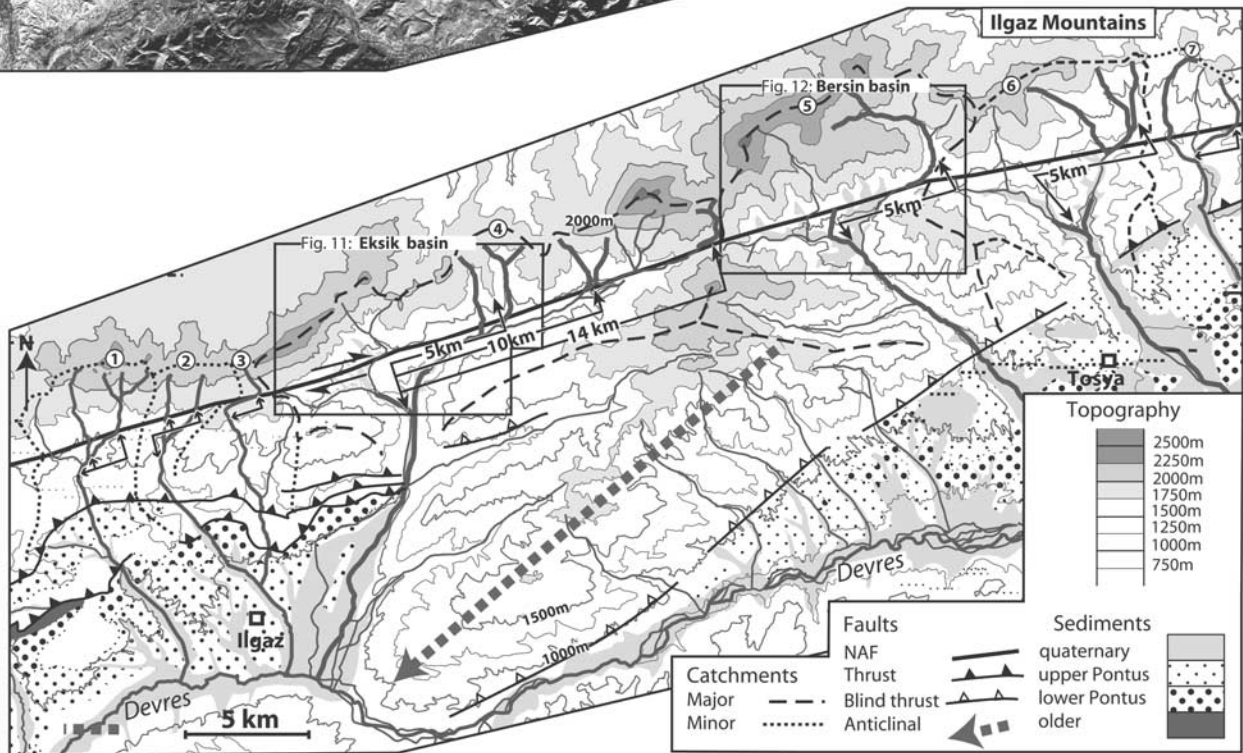 Ilgaz Mountains
7
6
Fig. 12: Bersin basin
5
5km
5km
4
2000m
Fig. 11: Eksik basin
N
1
2
3
5km
10km
14 km
Tosya
Topography
2500m
2250m
2000m
1750m
1500m
1250m
1000m
750m
Devres
1500m
1000m
Ilgaz
Devres
5 km
Catchments
Major
Minor
Faults
NAF
Thrust
Blind thrust
Anticlinal
Sediments
quaternary
upper Pontus
lower Pontus
older